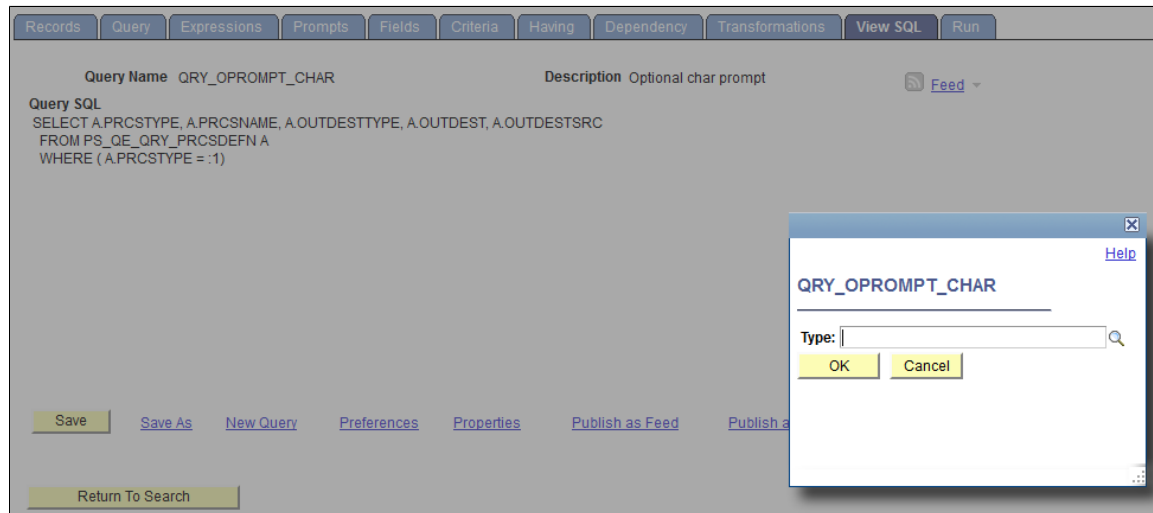 Records Query Expressions Prompts Fields Criteria Having Dependency Transformations View SQL Run
Query Name QRY_OPROMPT_CHAR Description Optional char prompt Feed
Query SQL
SELECT A.PRCSTYPE, A.PRCSNAME, A.OUTDESTTYPE, A.OUTDEST, A.OUTDESTSRC
FROM PS_QE_QRY_PRCSDEFN A
WHERE ( A.PRCSTYPE = :1)
Help
QRY_OPROMPT_CHAR
Type:
OK Cancel
Save Save As New Query Preferences Properties Publish as Feed Publish a
Return To Search